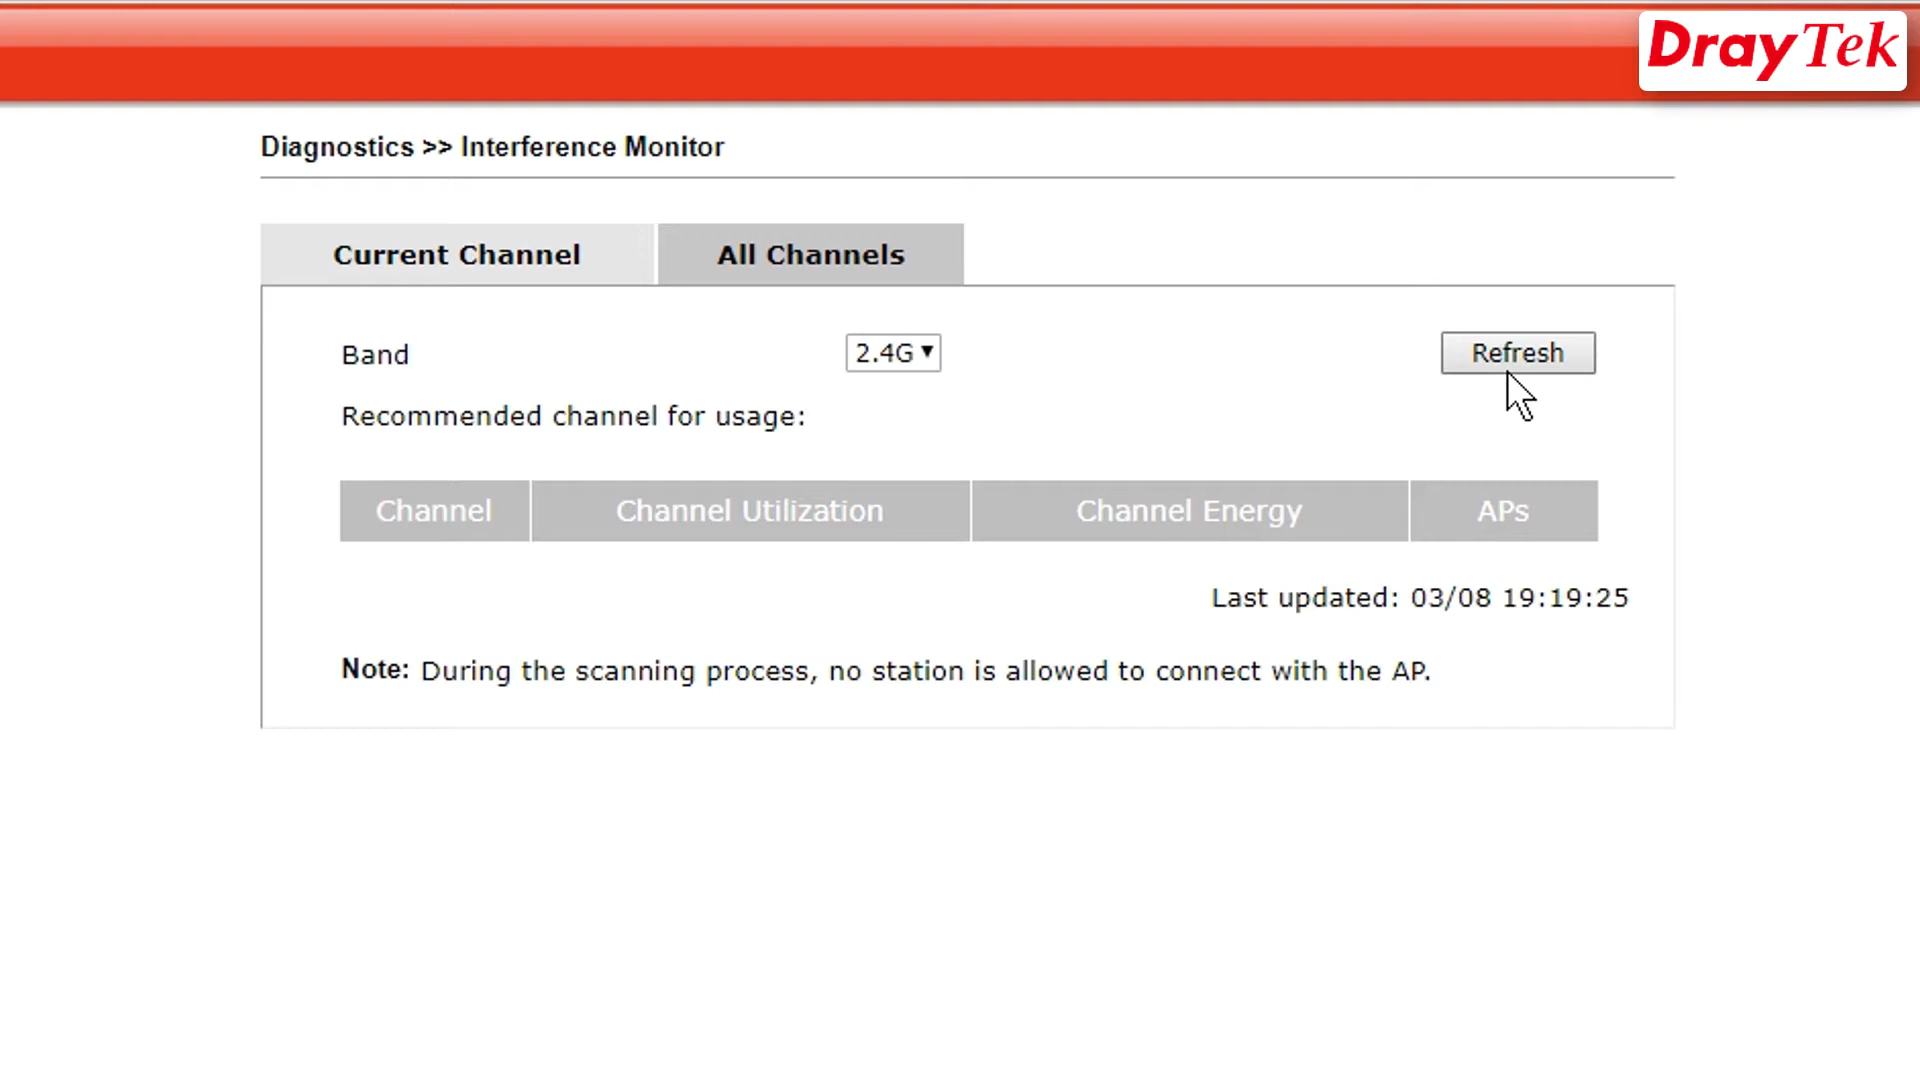 DrayTek
Diagnostics >> Interference Monitor
Current Channel All Channels
Band 2.4G Refresh
Recommended channel for usage:
Channel Channel Utilization Channel Energy APs
Last updated: 03/08 19:19:25
Note: During the scanning process, no station is allowed to connect with the AP.